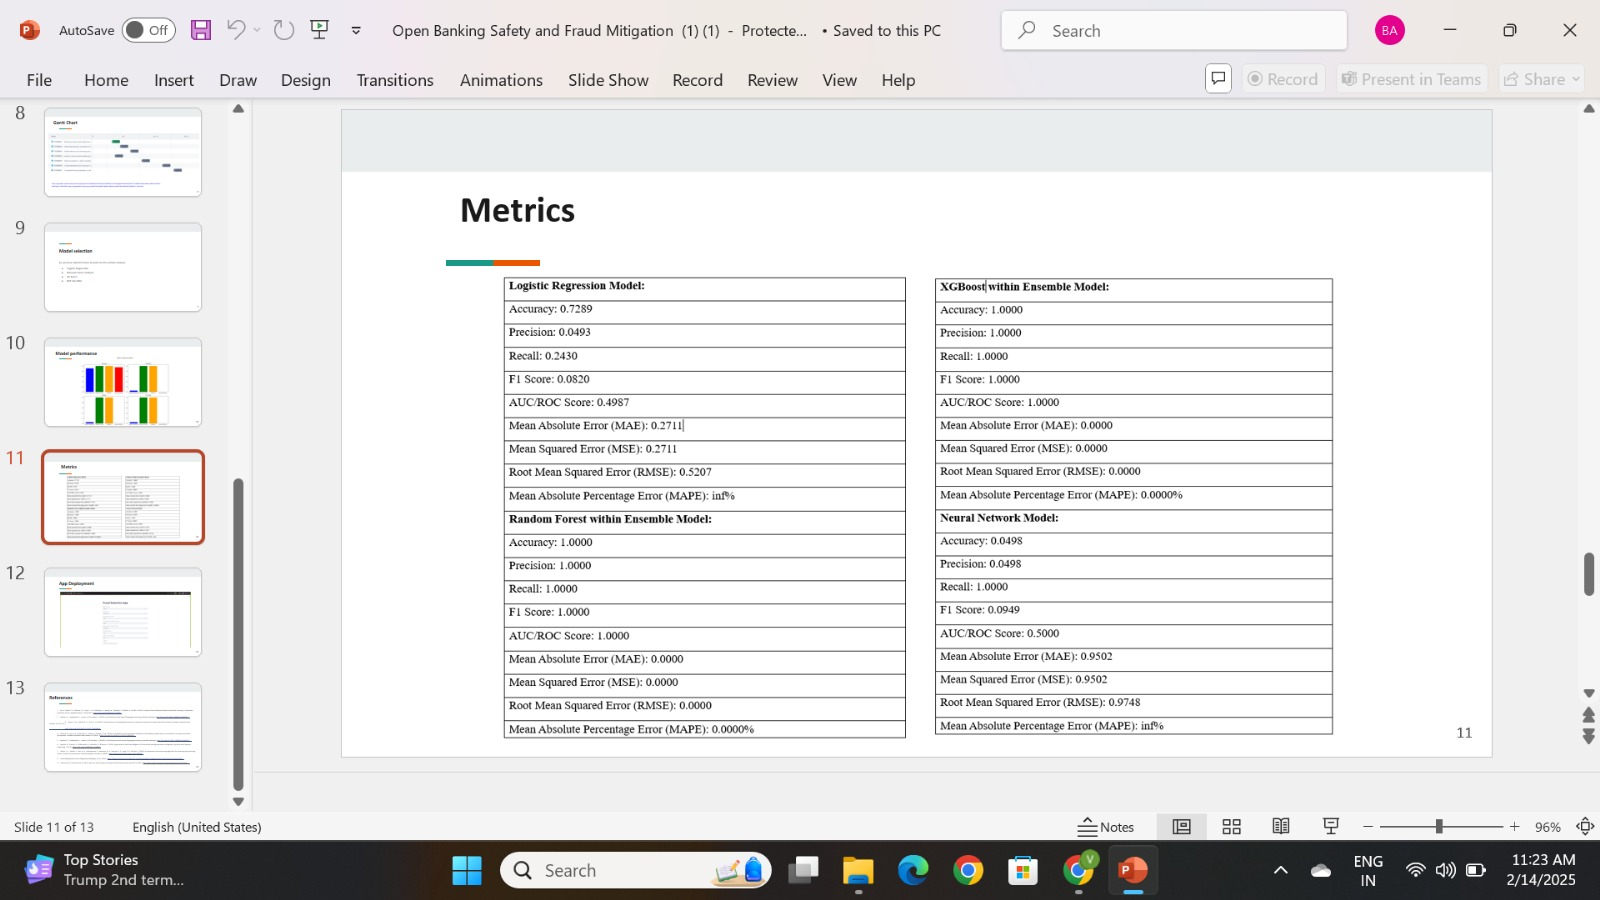 AutoSave Off
Open Banking Safety and Fraud Mitigation (1) (1) - Protecte... • Saved to this PC
Search
BA
File Home Insert Draw Design Transitions Animations Slide Show Record Review View Help
Record
Present in Teams
Share
8
Gantt Chart
9
Model selection
10
Model performance
11
Metrics
12
App Deployment
13
References
Metrics
Logistic Regression Model:
Accuracy: 0.7289
Precision: 0.0493
Recall: 0.2430
F1 Score: 0.0820
AUC/ROC Score: 0.4987
Mean Absolute Error (MAE): 0.2711
Mean Squared Error (MSE): 0.2711
Root Mean Squared Error (RMSE): 0.5207
Mean Absolute Percentage Error (MAPE): inf%
Random Forest within Ensemble Model:
Accuracy: 1.0000
Precision: 1.0000
Recall: 1.0000
F1 Score: 1.0000
AUC/ROC Score: 1.0000
Mean Absolute Error (MAE): 0.0000
Mean Squared Error (MSE): 0.0000
Root Mean Squared Error (RMSE): 0.0000
Mean Absolute Percentage Error (MAPE): 0.0000%
XGBoost within Ensemble Model:
Accuracy: 1.0000
Precision: 1.0000
Recall: 1.0000
F1 Score: 1.0000
AUC/ROC Score: 1.0000
Mean Absolute Error (MAE): 0.0000
Mean Squared Error (MSE): 0.0000
Root Mean Squared Error (RMSE): 0.0000
Mean Absolute Percentage Error (MAPE): 0.0000%
Neural Network Model:
Accuracy: 0.0498
Precision: 0.0498
Recall: 1.0000
F1 Score: 0.0949
AUC/ROC Score: 0.5000
Mean Absolute Error (MAE): 0.9502
Mean Squared Error (MSE): 0.9502
Root Mean Squared Error (RMSE): 0.9748
Mean Absolute Percentage Error (MAPE): inf%
11
Slide 11 of 13
English (United States)
Notes
96%
Top Stories
Trump 2nd term...
Search
V
ENG
IN
11:23 AM
2/14/2025